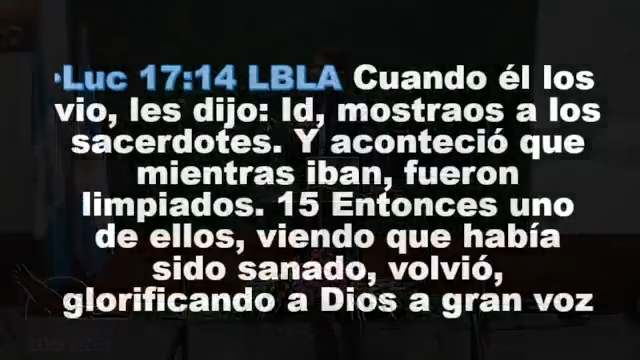 •Luc 17:14 LBLA Cuando él los
vio, les dijo: Id, mostraos a los
sacerdotes. Y aconteció que
mientras iban, fueron
limpiados. 15 Entonces uno
de ellos, viendo que había
sido sanado, volvió,
glorificando a Dios a gran voz